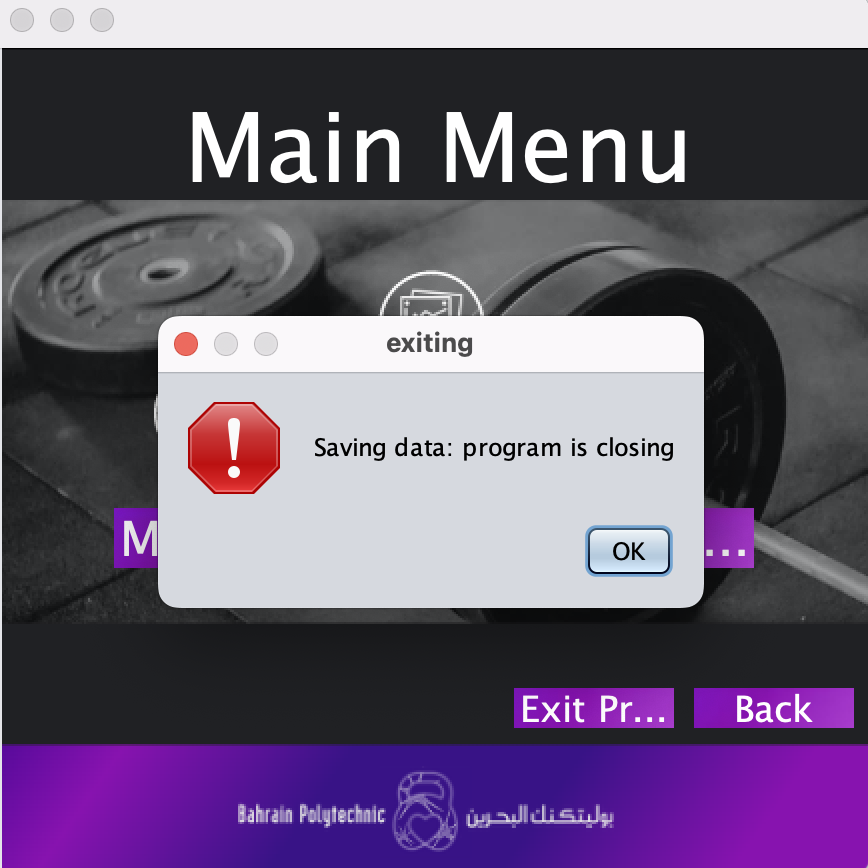 Main Menu
exiting
Saving data: program is closing
OK
M
...
Exit Pr...
Back
Bahrain Polytechnic
بوليتكنك البحرين